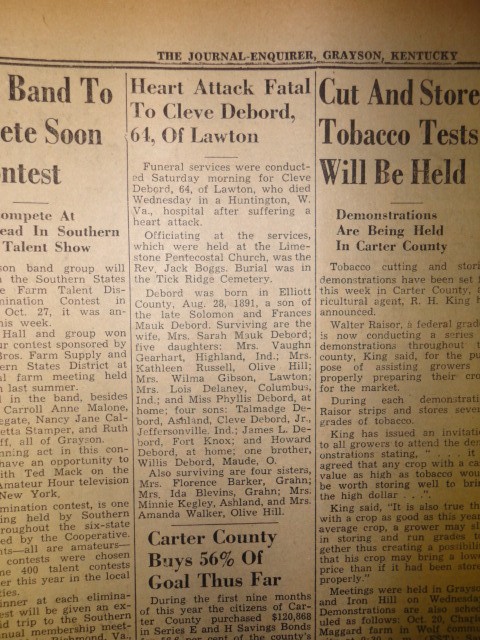 THE JOURNAL-ENQUIRER, GRAYSON, KENTUCKY
Band To
ete Soon
ntest
ompete At
ead In Southern
Talent Show
son band group will
n the Southern States
e Farm Talent Dis-
mination Contest in
Oct. 27, it was an-
his week.
Hall and group won
r contest sponsored by
Bros. Farm Supply and
ern States District at
l farm meeting held
n last summer.
d in the band, besides
Carroll Anne Malone,
gate, Nancy Jane Cal-
etta Stamper, and Ruth
ff, all of Grayson.
nning act in this con-
have an opportunity to
th Ted Mack on the
Amateur Hour television
New York.
mination contest, is one
ing held by Southern
roughout the six-state
ed by the Cooperative.
ts—all are amateurs—
contests were chosen
me 400 talent contests
er this year in the local
ties.
nner at each elimina-
est will be given an ex-
d trip to the Southern
nual membership meet-
Richmond, Va.
Heart Attack Fatal
To Cleve Debord,
64, Of Lawton
Funeral services were conduct-
ed Saturday morning for Cleve
Debord, 64, of Lawton, who died
Wednesday in a Huntington, W.
Va., hospital after suffering a
heart attack.
Officiating at the services,
which were held at the Lime-
stone Pentecostal Church, was the
Rev. Jack Boggs. Burial was in
the Tick Ridge Cemetery.
Debord was born in Elliott
County Aug. 28, 1891, a son of
the late Solomon and Frances
Mauk Debord. Surviving are the
wife, Mrs. Sarah Mauk Debord;
five daughters: Mrs. Vaughn
Gearhart, Highland, Ind.; Mrs.
Kathleen Russell, Olive Hill;
Mrs. Wilma Gibson, Lawton;
Mrs. Lois Delaney, Columbus,
Ind.; and Miss Phyllis Debord, at
home; four sons: Talmadge De-
bord, Ashland, Cleve Debord, Jr.,
Jeffersonville, Ind.; James L. De-
bord, Fort Knox; and Howard
Debord, at home; one brother,
Willis Debord, Maude, O.
Also surviving are four sisters,
Mrs. Florence Barker, Grahn;
Mrs. Ida Blevins, Grahn; Mrs.
Minnie Kegley, Ashland, and Mrs.
Amanda Walker, Olive Hill.
Carter County
Buys 56% Of
Goal Thus Far
During the first nine months
of this year the citizens of Car-
ter County purchased $120,668
in Series E and H Savings Bonds
Cut And Store
Tobacco Tests
Will Be Held
Demonstrations
Are Being Held
In Carter County
Tobacco cutting and stori
demonstrations have been set f
this week in Carter County, a
ricultural agent, R. H. King h
announced.
Walter Raisor, a federal grad
is now conducting a series
demonstrations throughout t
county, King said, for the pu
pose of assisting growers
properly preparing their cro
for the market.
During each demonstrati
Raisor strips and stores seve
grades of tobacco.
King has issued an invitati
to all growers to attend the de
onstrations stating, " . . . . it
agreed that any crop with a ca
value as high as tobacco wou
be worth storing well to brin
the high dollar . . .".
King said, "It is also true th
with a crop as good as this yea
average crop, a grower may s
in storing and run grades t
gether thus creating a possibili
that his crop may bring a lowe
price than if it had been store
properly."
Meetings were held in Grays
and Iron Hill on Wednesda
Demonstrations are also sched
uled as follows: Oct. 20, Chap
Maggard farm in Wolf